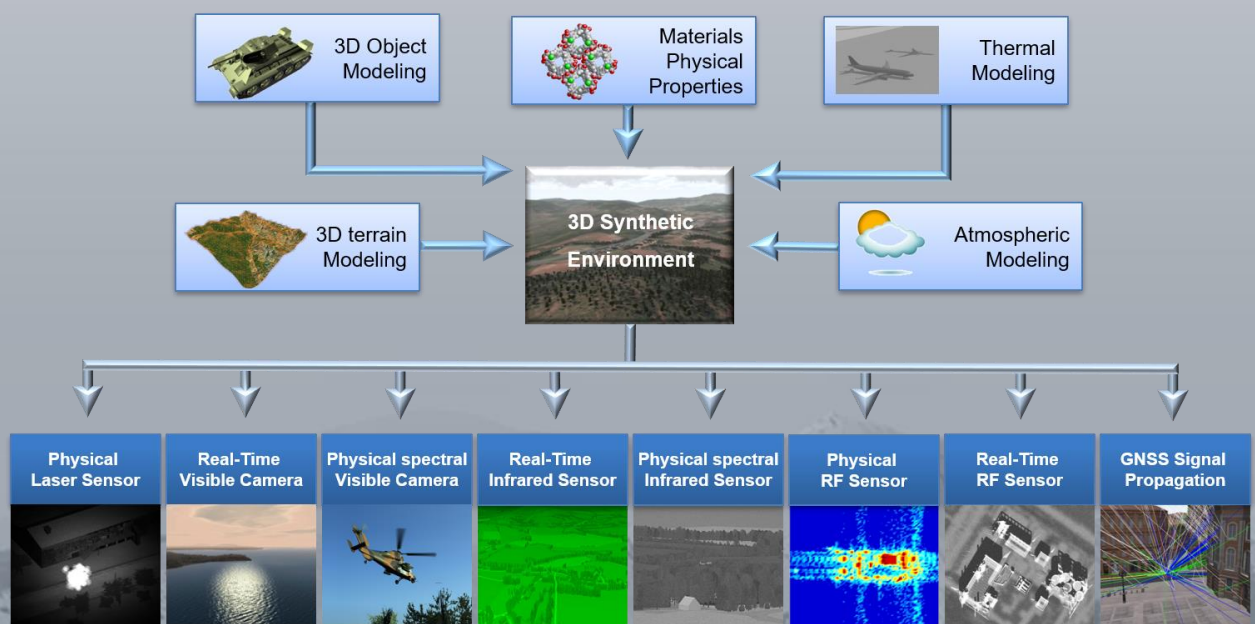 3D Object
Modeling
Materials
Physical
Properties
Thermal
Modeling
3D terrain
Modeling
3D Synthetic
Environment
Atmospheric
Modeling
Physical
Laser Sensor
Real-Time
Visible Camera
Physical spectral
Visible Camera
Real-Time
Infrared Sensor
Physical spectral
Infrared Sensor
Physical
RF Sensor
Real-Time
RF Sensor
GNSS Signal
Propagation